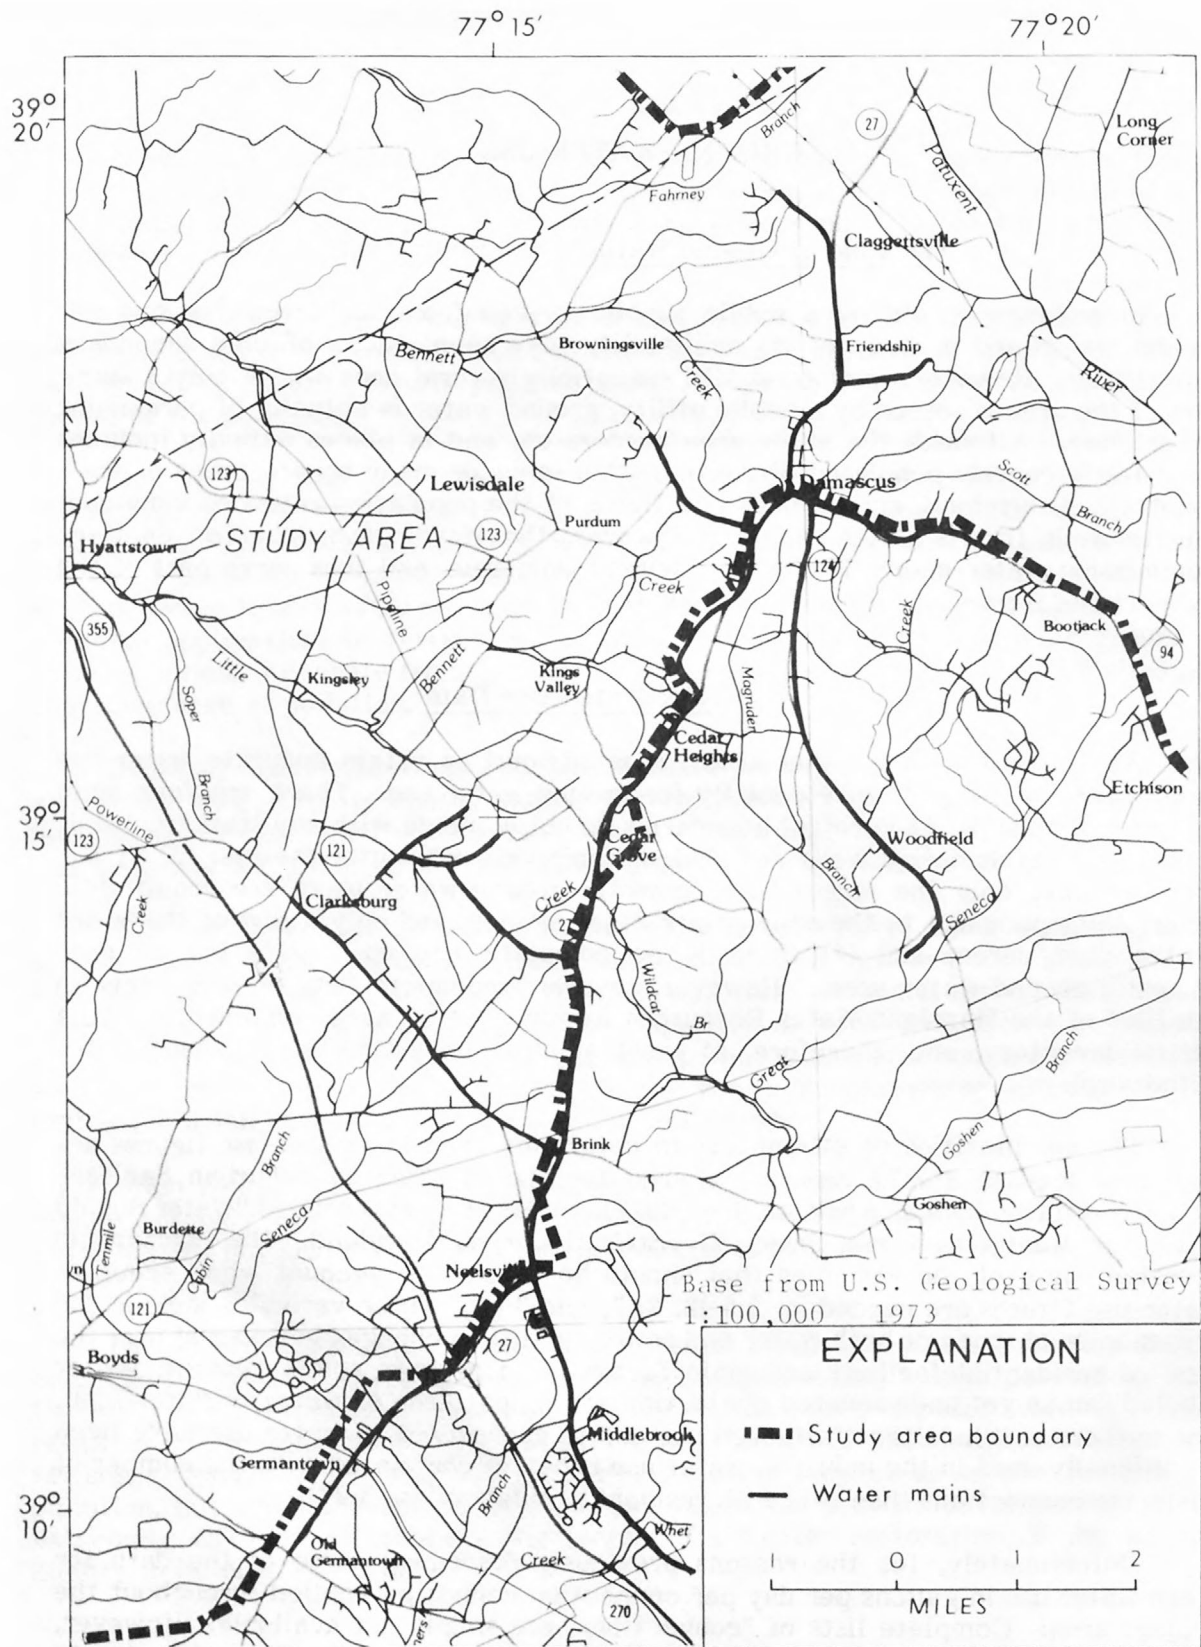 77° 15′
77° 20′
39°
20′
Long
Corner
27
Branch
Patuxent
Fahrney
Claggettsville
Bennett
Browningsville
Creek
Friendship
River
123
Lewisdale
Damascus
Scott
Branch
Purdum
STUDY AREA
123
Hyattstown
Creek
124
Pipeline
Creek
Bootjack
355
94
Little
Bennett
Kings
Valley
Kingsley
Magruder
Soper
Cedar
Heights
Etchison
Branch
39°
15′
Powerline
123
121
Cedar
Grove
Woodfield
Branch
Clarksburg
Creek
Creek
Seneca
27
Wildcat
Br
Great
Branch
Brink
Goshen
Branch
Goshen
Burdette
Seneca
Tenmile
Cabin
Neelsville
Base from U.S. Geological Survey
1:100,000 1973
121
27
EXPLANATION
Boyds
Middlebrook
Study area boundary
Germantown
Water mains
Branch
39°
10′
Whet
Old
Germantown
Creek
1 0 1 2
MILES
270